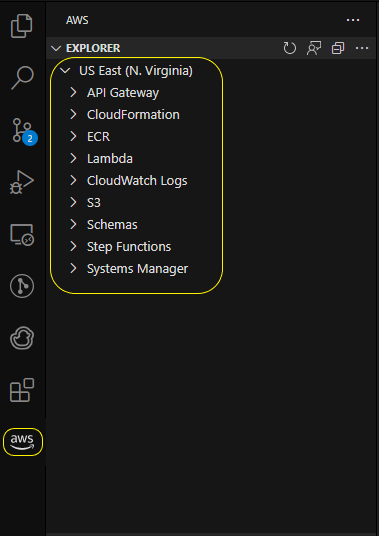 AWS
EXPLORER
US East (N. Virginia)
API Gateway
CloudFormation
ECR
Lambda
CloudWatch Logs
S3
Schemas
Step Functions
Systems Manager
2
aws